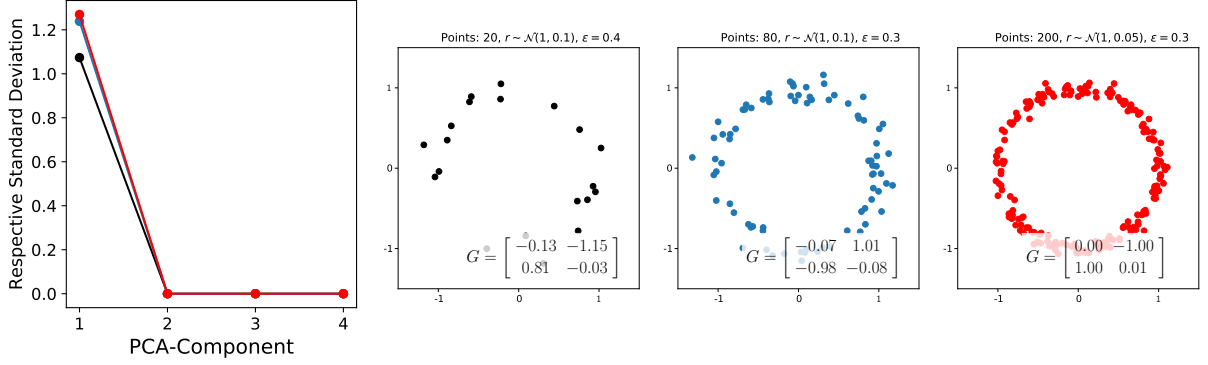 Respective Standard Deviation
1.2
1.0
0.8
0.6
0.4
0.2
0.0
1 2 3 4
PCA-Component
Points: 20, r ∼ 𝒩(1, 0.1), ε = 0.4
1
0
-1
-1 0 1
G = [ −0.13 −1.15
0.81 −0.03 ]
Points: 80, r ∼ 𝒩(1, 0.1), ε = 0.3
1
0
-1
-1 0 1
G = [ −0.07 1.01
−0.98 −0.08 ]
Points: 200, r ∼ 𝒩(1, 0.05), ε = 0.3
1
0
-1
-1 0 1
G = [ 0.00 −1.00
1.00 0.01 ]